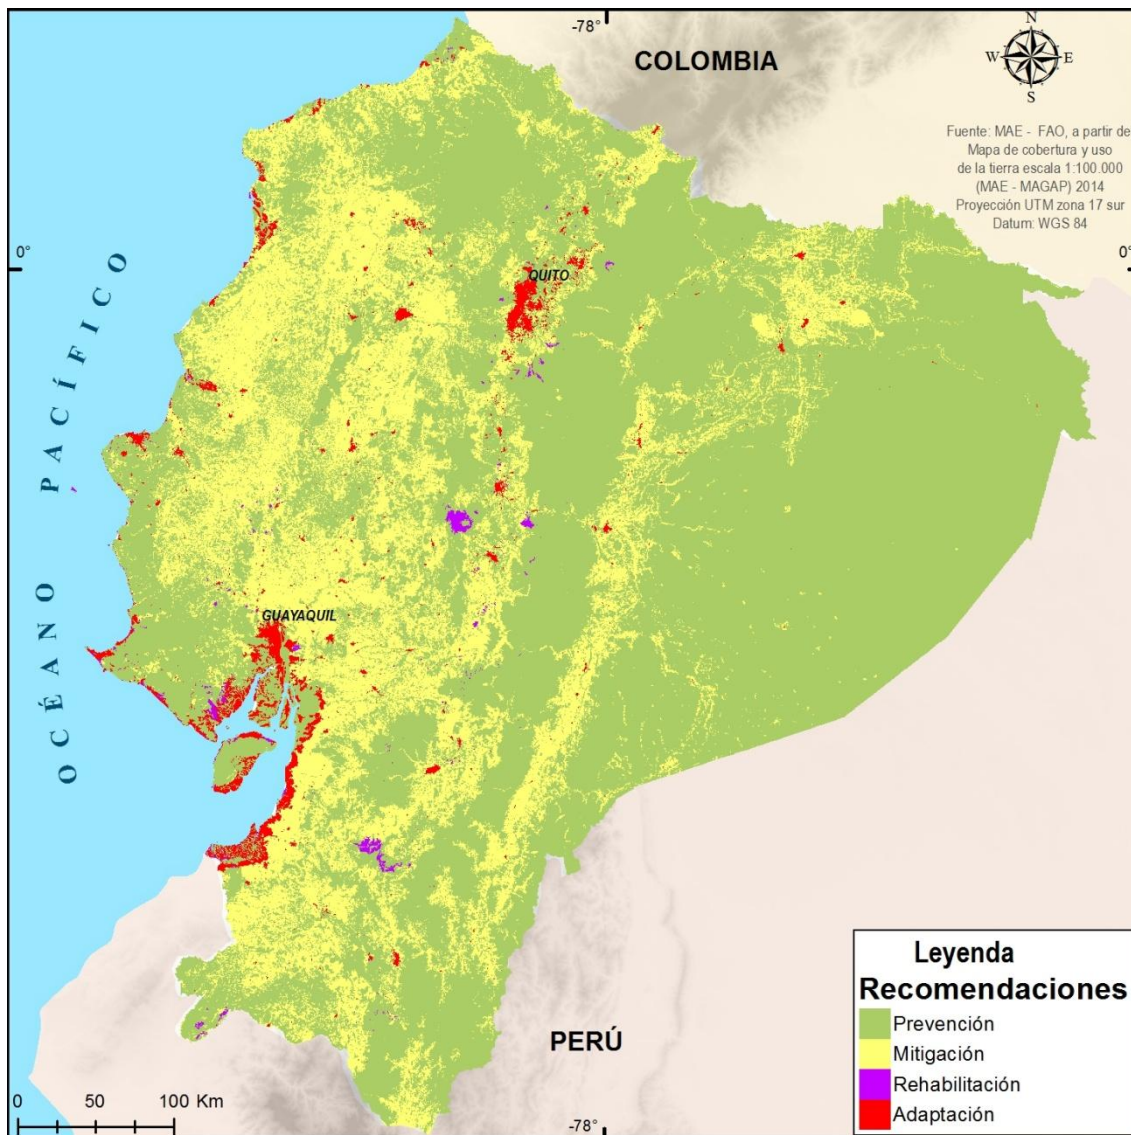 -78°
COLOMBIA
N
W
E
S
Fuente: MAE - FAO, a partir de
Mapa de cobertura y uso
de la tierra escala 1:100.000
(MAE - MAGAP) 2014
Proyección UTM zona 17 sur
Datum: WGS 84
0°
0°
QUITO
OCÉANO PACÍFICO
GUAYAQUIL
PERÚ
Leyenda
Recomendaciones
Prevención
Mitigación
Rehabilitación
Adaptación
0 50 100 Km
-78°